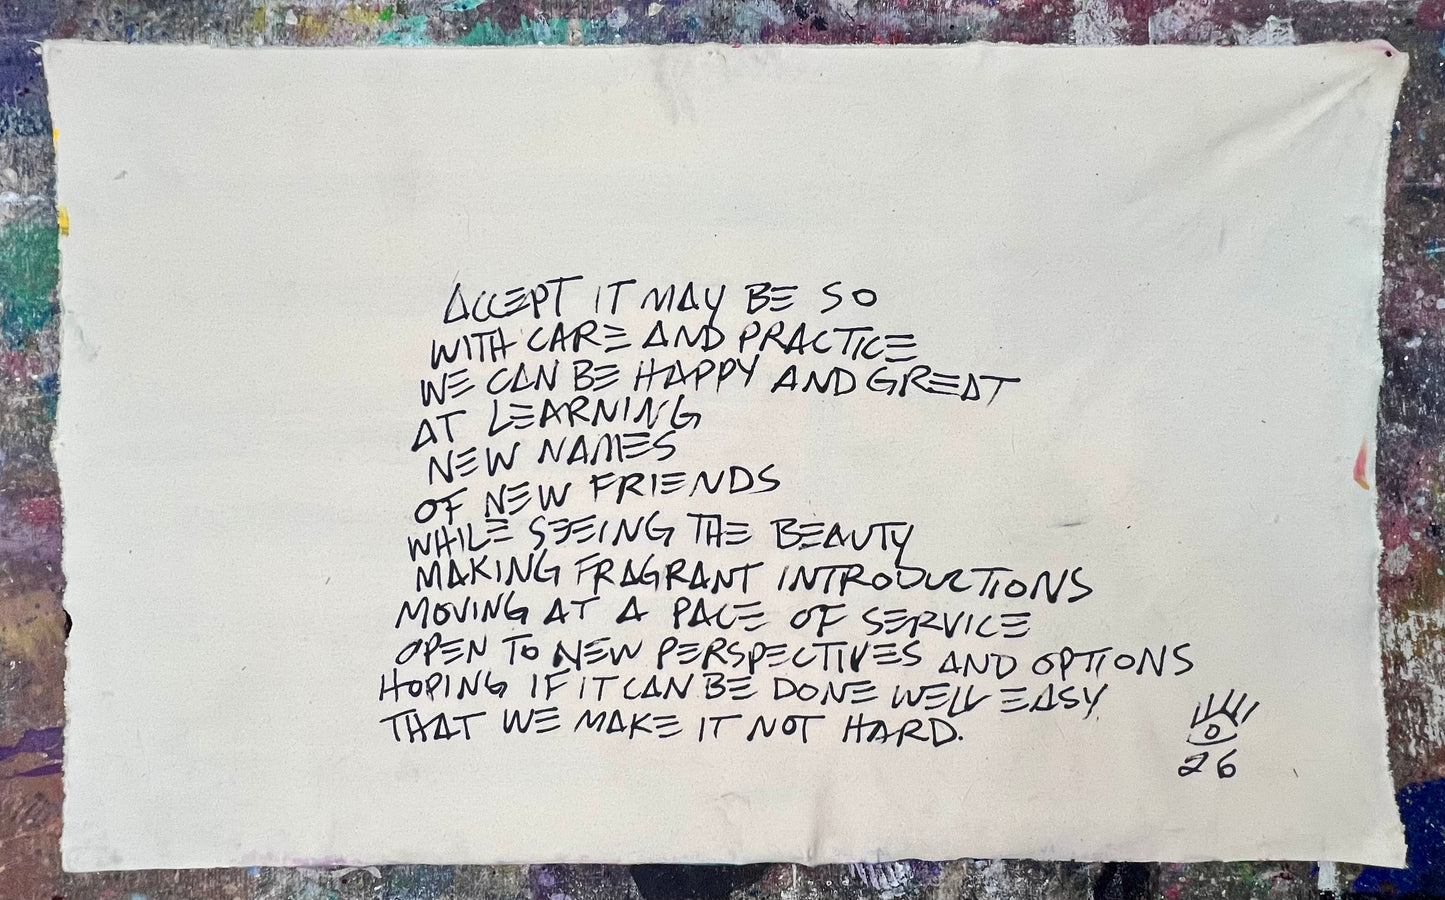 ACCEPT IT MAY BE SO
WITH CARE AND PRACTICE
WE CAN BE HAPPY AND GREAT
AT LEARNING
NEW NAMES
OF NEW FRIENDS
WHILE SEEING THE BEAUTY
MAKING FRAGRANT INTRODUCTIONS
MOVING AT A PACE OF SERVICE
OPEN TO NEW PERSPECTIVES AND OPTIONS
HOPING IF IT CAN BE DONE WELL EASY
THAT WE MAKE IT NOT HARD.
26